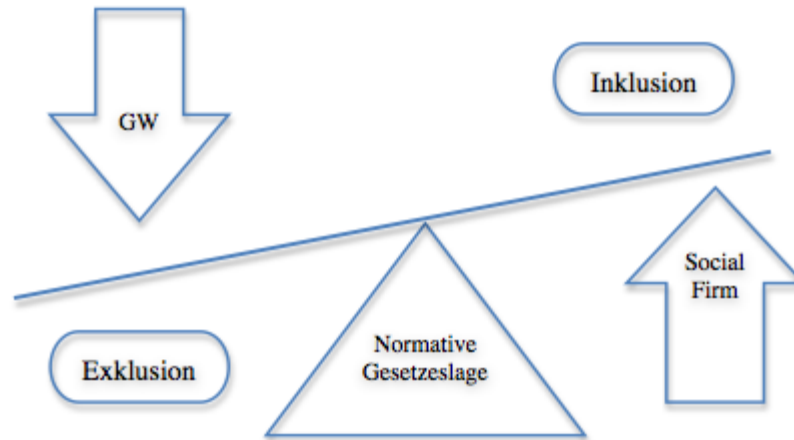 GW
Inklusion
Social
Firm
Normative
Gesetzeslage
Exklusion